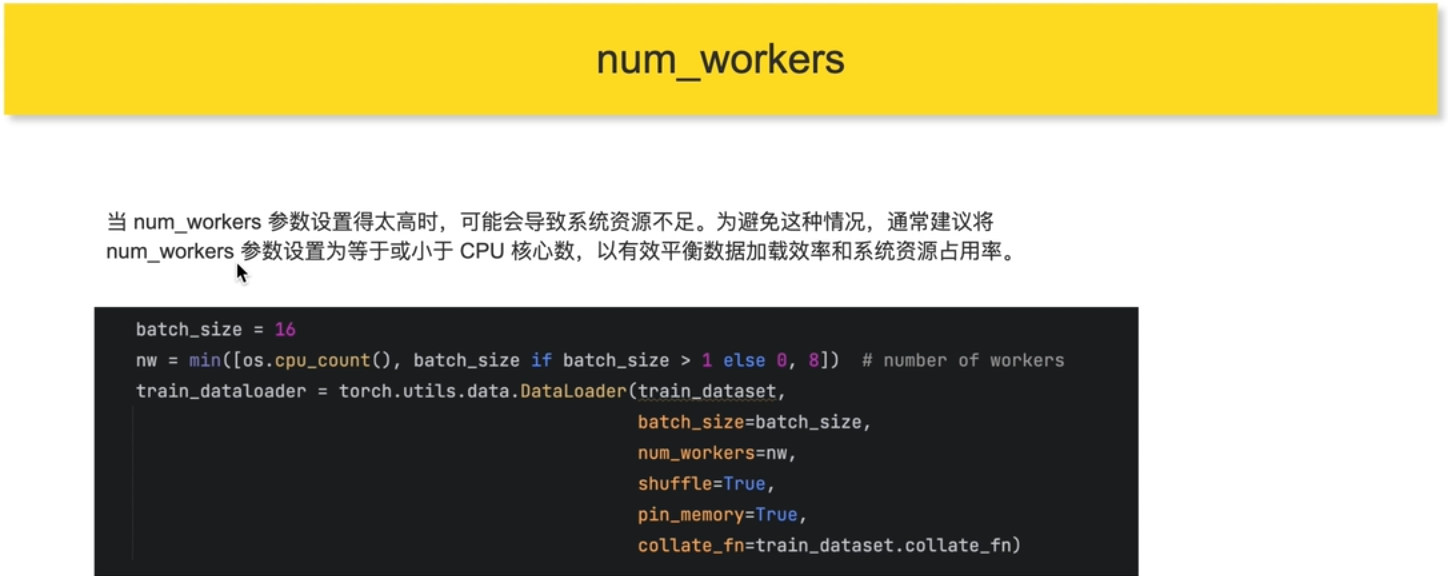 num_workers
当 num_workers 参数设置得太高时，可能会导致系统资源不足。为避免这种情况，通常建议将
num_workers 参数设置为等于或小于 CPU 核心数，以有效平衡数据加载效率和系统资源占用率。
batch_size = 16
nw = min([os.cpu_count(), batch_size if batch_size > 1 else 0, 8])  # number of workers
train_dataloader = torch.utils.data.DataLoader(train_dataset,
batch_size=batch_size,
num_workers=nw,
shuffle=True,
pin_memory=True,
collate_fn=train_dataset.collate_fn)